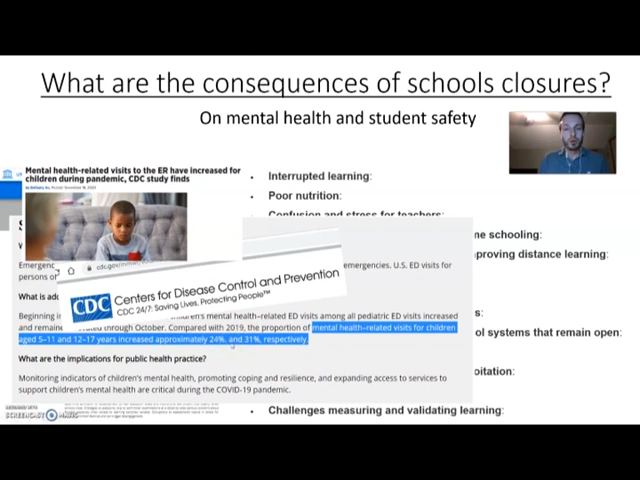 What are the consequences of schools closures?
On mental health and student safety
Mental health-related visits to the ER have increased for
children during pandemic, CDC study finds
• Interrupted learning:
• Poor nutrition:
Confusion and stress for teachers:
me schooling:
proving distance learning:
cdc.gov/mmwr
CDC Centers for Disease Control and Prevention
CDC 24/7: Saving Lives, Protecting People™
Emergenc
emergencies. U.S. ED visits for
persons of
What is add
Beginning i
ren's mental health–related ED visits among all pediatric ED visits increased
and remaine
through October. Compared with 2019, the proportion of mental health–related visits for children
aged 5–11 and 12–17 years increased approximately 24%. and 31%, respectively.
s:
ol systems that remain open:
What are the implications for public health practice?
oitation:
Monitoring indicators of children's mental health, promoting coping and resilience, and expanding access to services to
support children's mental health are critical during the COVID-19 pandemic.
• Challenges measuring and validating learning:
RECORDED WITH
SCREENCAST MATIC